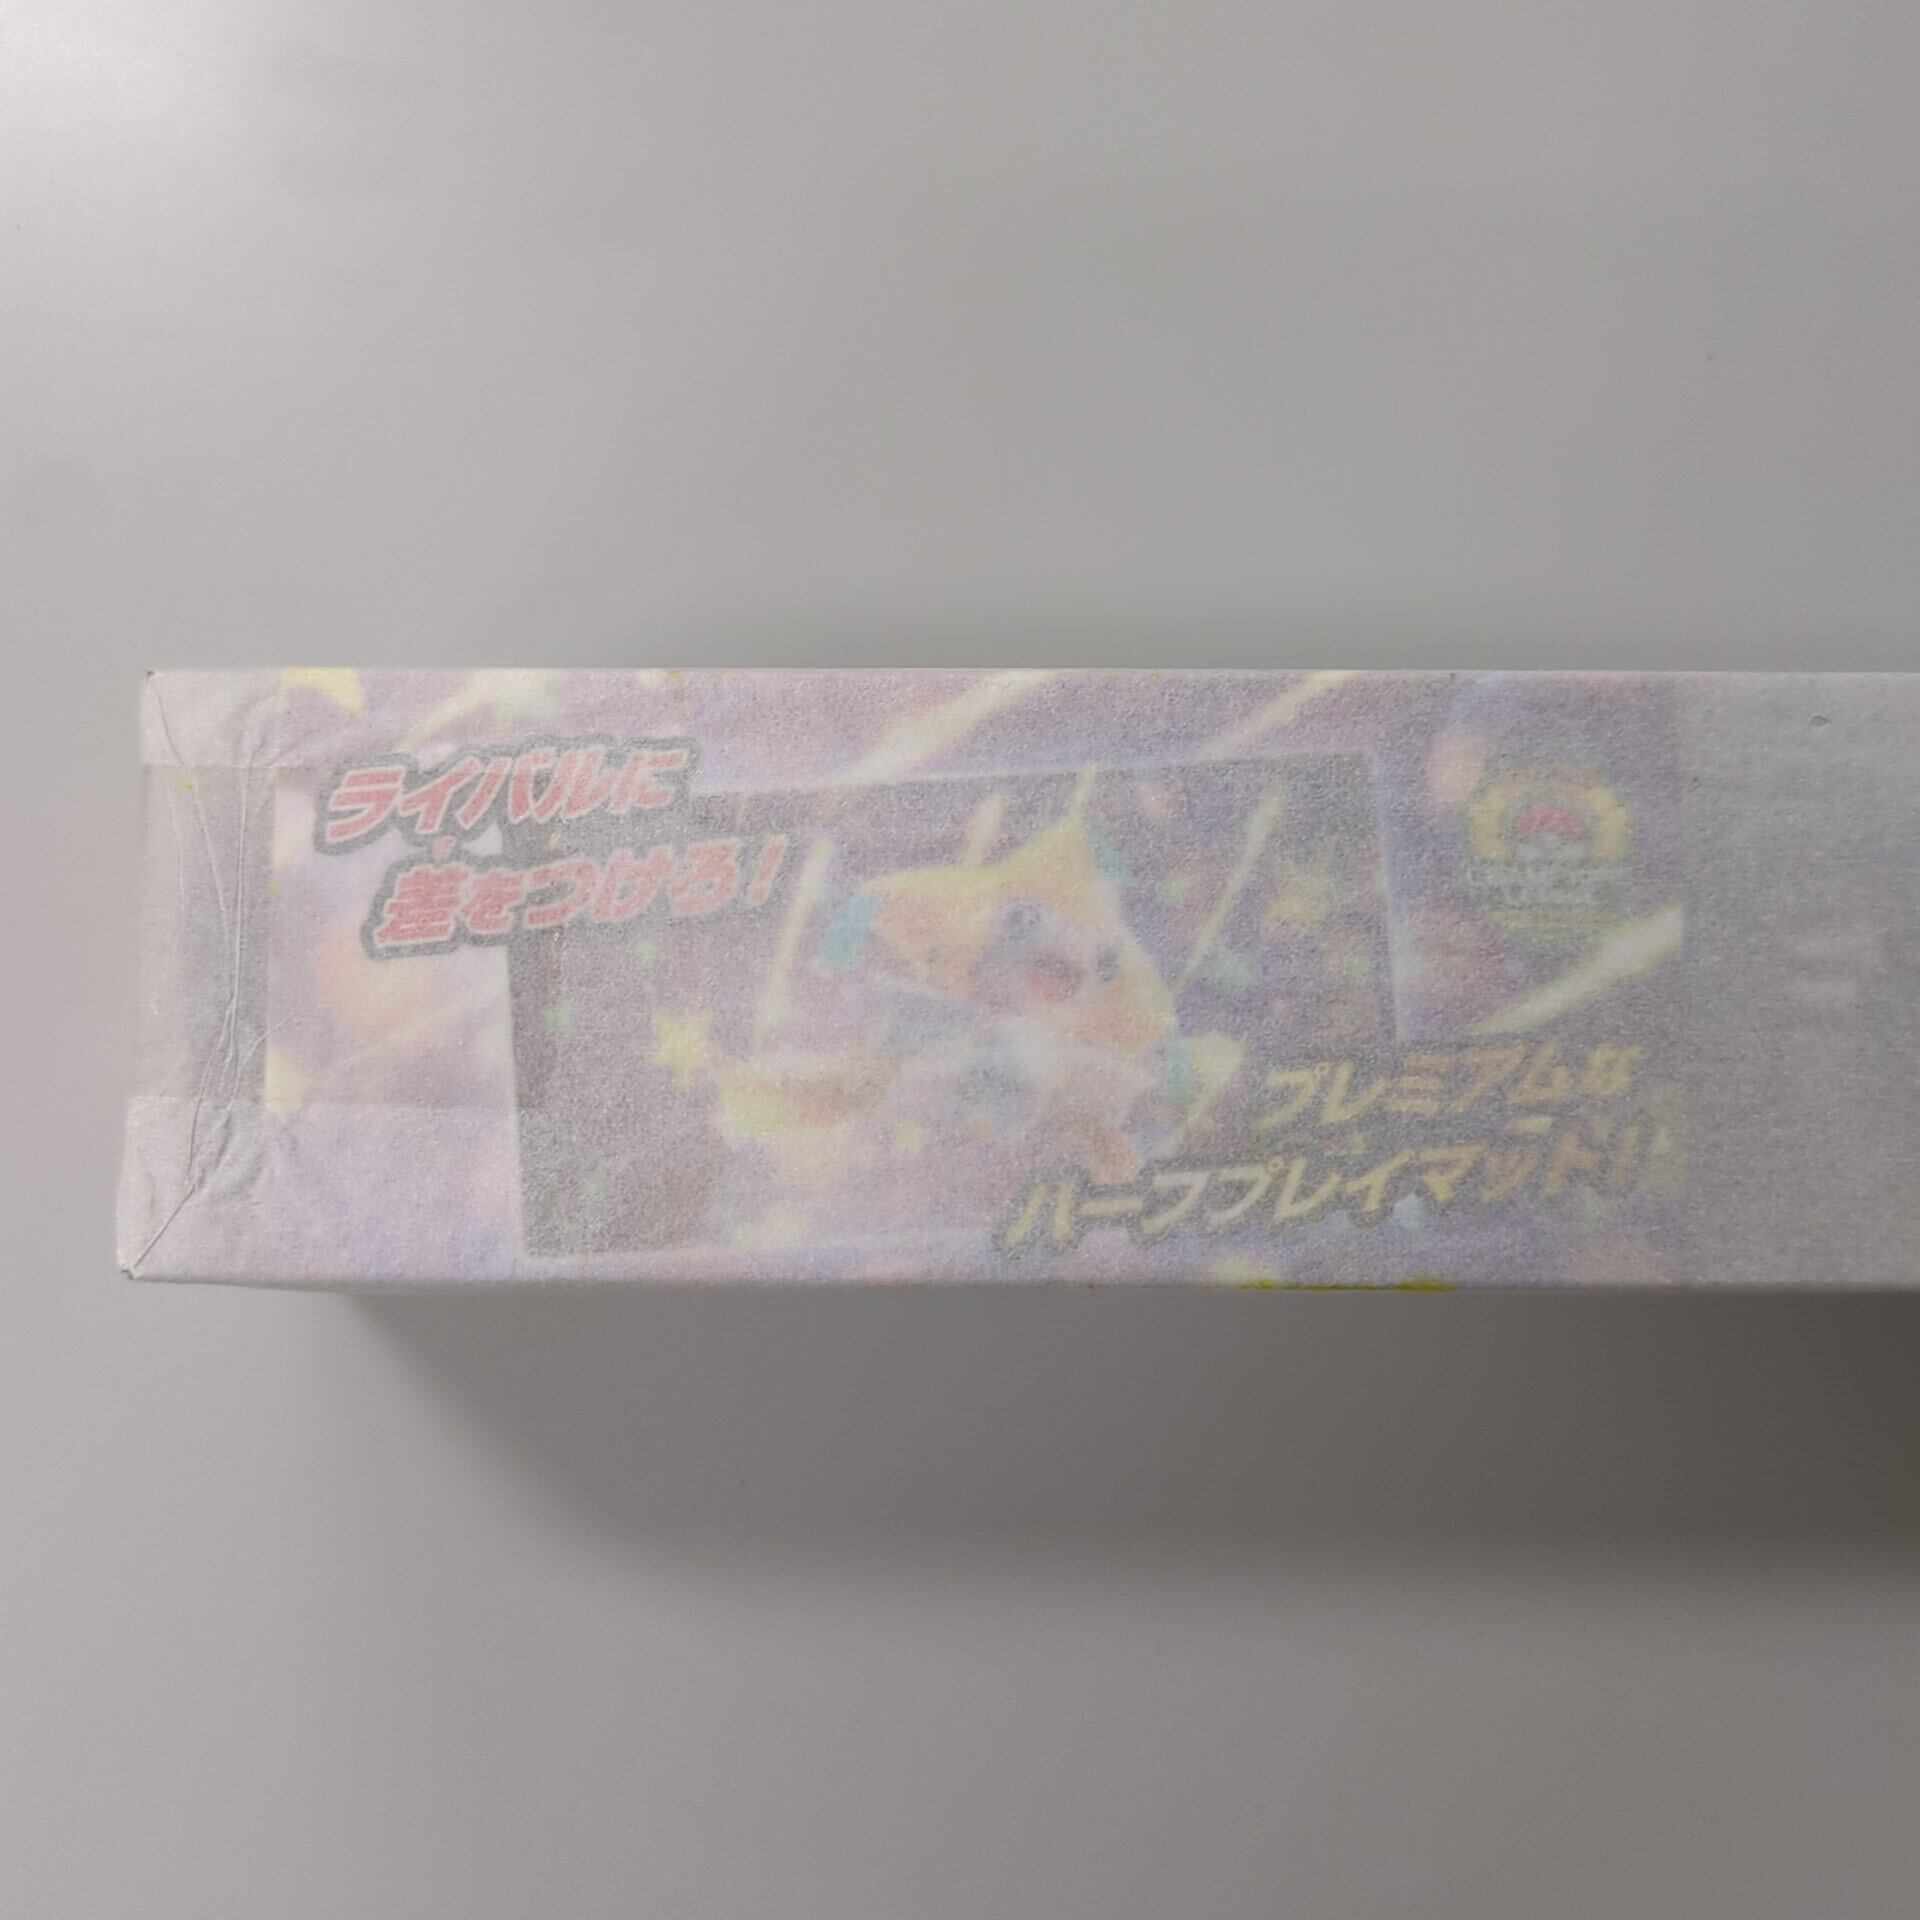 ライバルに
差をつけろ!
プレミアムな
ハーフプレイマット!